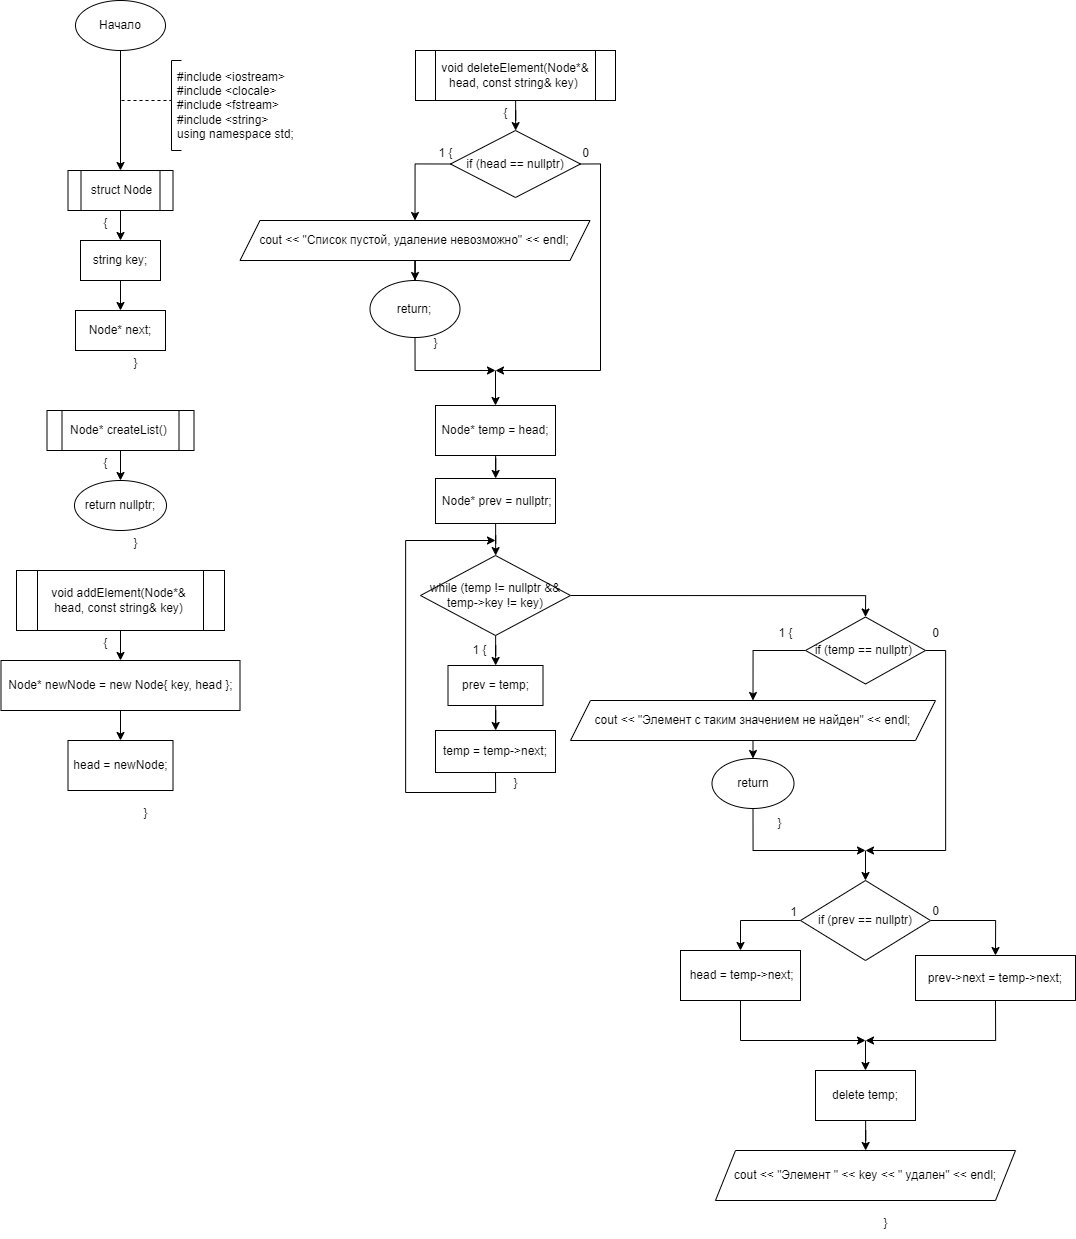 Начало
#include <iostream>
#include <clocale>
#include <fstream>
#include <string>
using namespace std;
struct Node
{
string key;
Node* next;
}
Node* createList()
{
return nullptr;
}
void addElement(Node*&
head, const string& key)
{
Node* newNode = new Node{ key, head };
head = newNode;
}
void deleteElement(Node*&
head, const string& key)
{
if (head == nullptr)
1 {
0
cout << "Список пустой, удаление невозможно" << endl;
return;
}
Node* temp = head;
Node* prev = nullptr;
while (temp != nullptr &&
temp->key != key)
1 {
prev = temp;
temp = temp->next;
}
if (temp == nullptr)
1 {
0
cout << "Элемент с таким значением не найден" << endl;
return
}
if (prev == nullptr)
1
0
head = temp->next;
prev->next = temp->next;
delete temp;
cout << "Элемент " << key << " удален" << endl;
}